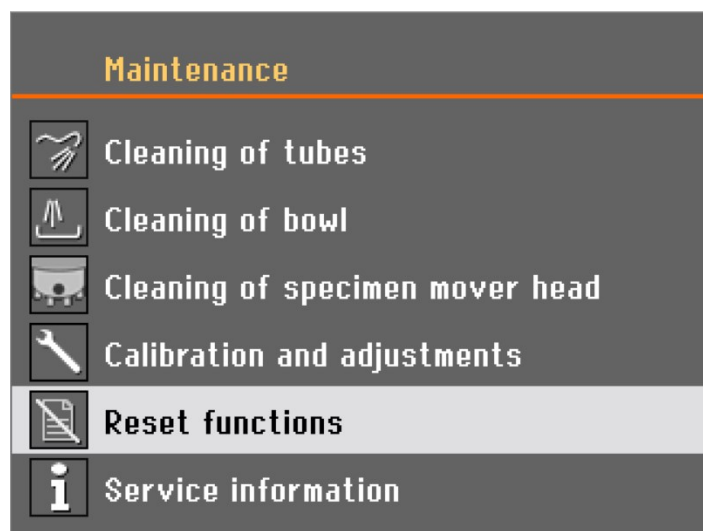 Maintenance
Cleaning of tubes
Cleaning of bowl
Cleaning of specimen mover head
Calibration and adjustments
Reset functions
Service information